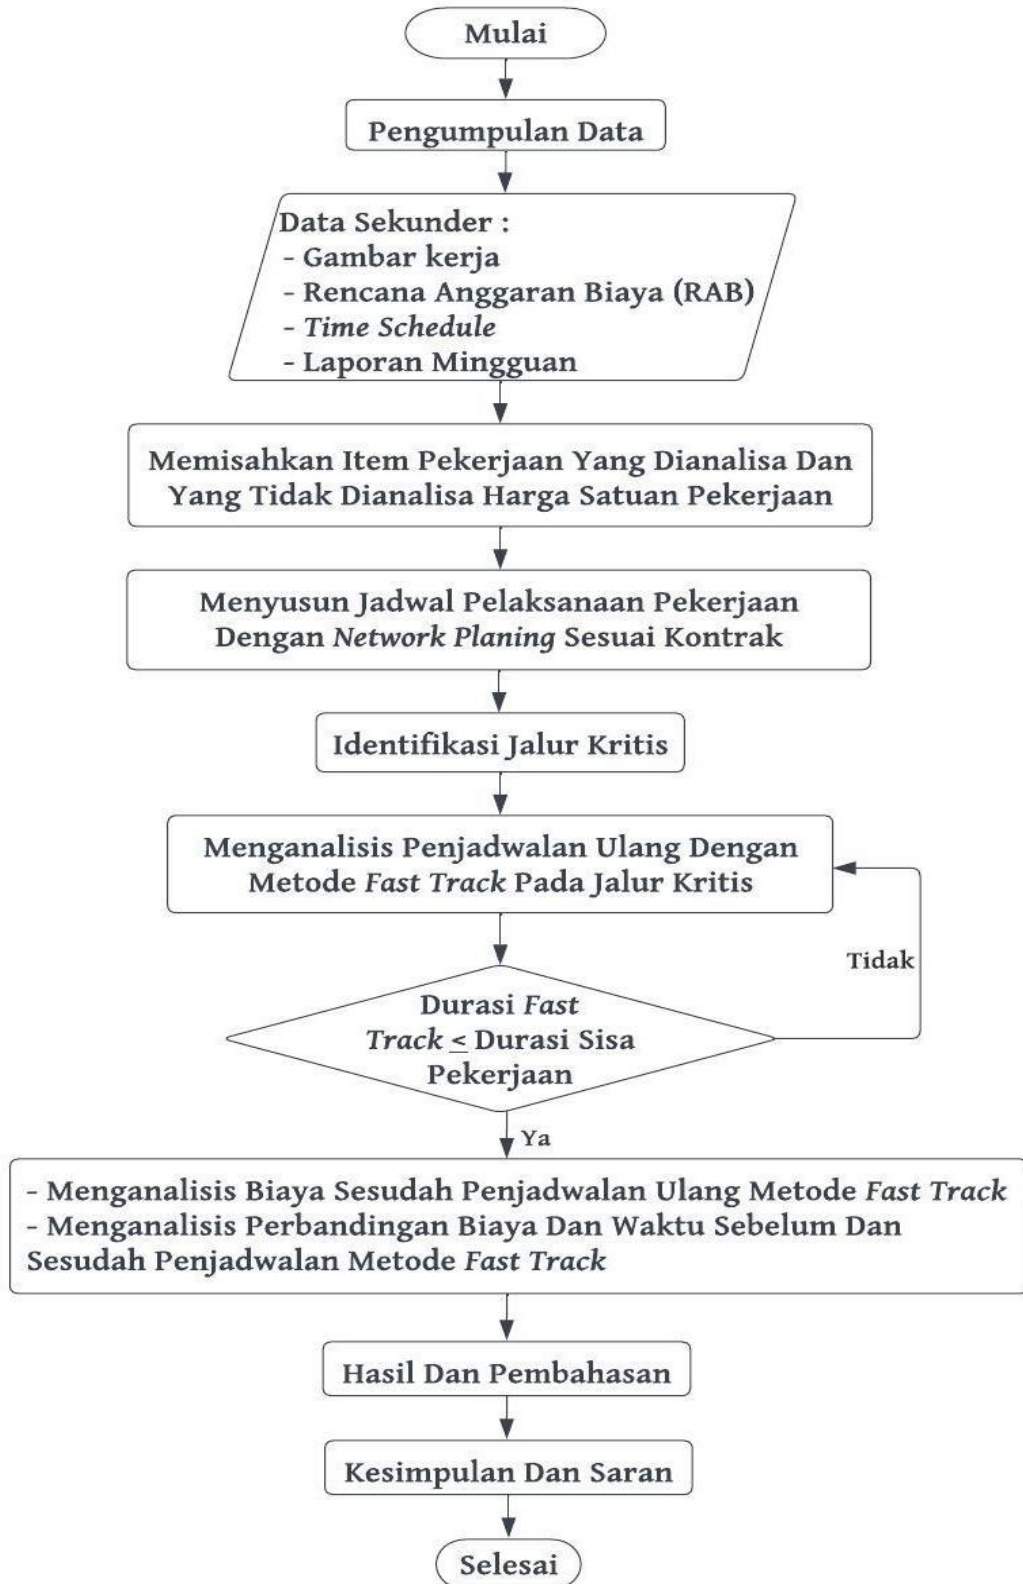 Mulai
Pengumpulan Data
Data Sekunder :
- Gambar kerja
- Rencana Anggaran Biaya (RAB)
- Time Schedule
- Laporan Mingguan
Memisahkan Item Pekerjaan Yang Dianalisa Dan
Yang Tidak Dianalisa Harga Satuan Pekerjaan
Menyusun Jadwal Pelaksanaan Pekerjaan
Dengan Network Planing Sesuai Kontrak
Identifikasi Jalur Kritis
Menganalisis Penjadwalan Ulang Dengan
Metode Fast Track Pada Jalur Kritis
Tidak
Durasi Fast
Track ≤ Durasi Sisa
Pekerjaan
Ya
- Menganalisis Biaya Sesudah Penjadwalan Ulang Metode Fast Track
- Menganalisis Perbandingan Biaya Dan Waktu Sebelum Dan
Sesudah Penjadwalan Metode Fast Track
Hasil Dan Pembahasan
Kesimpulan Dan Saran
Selesai